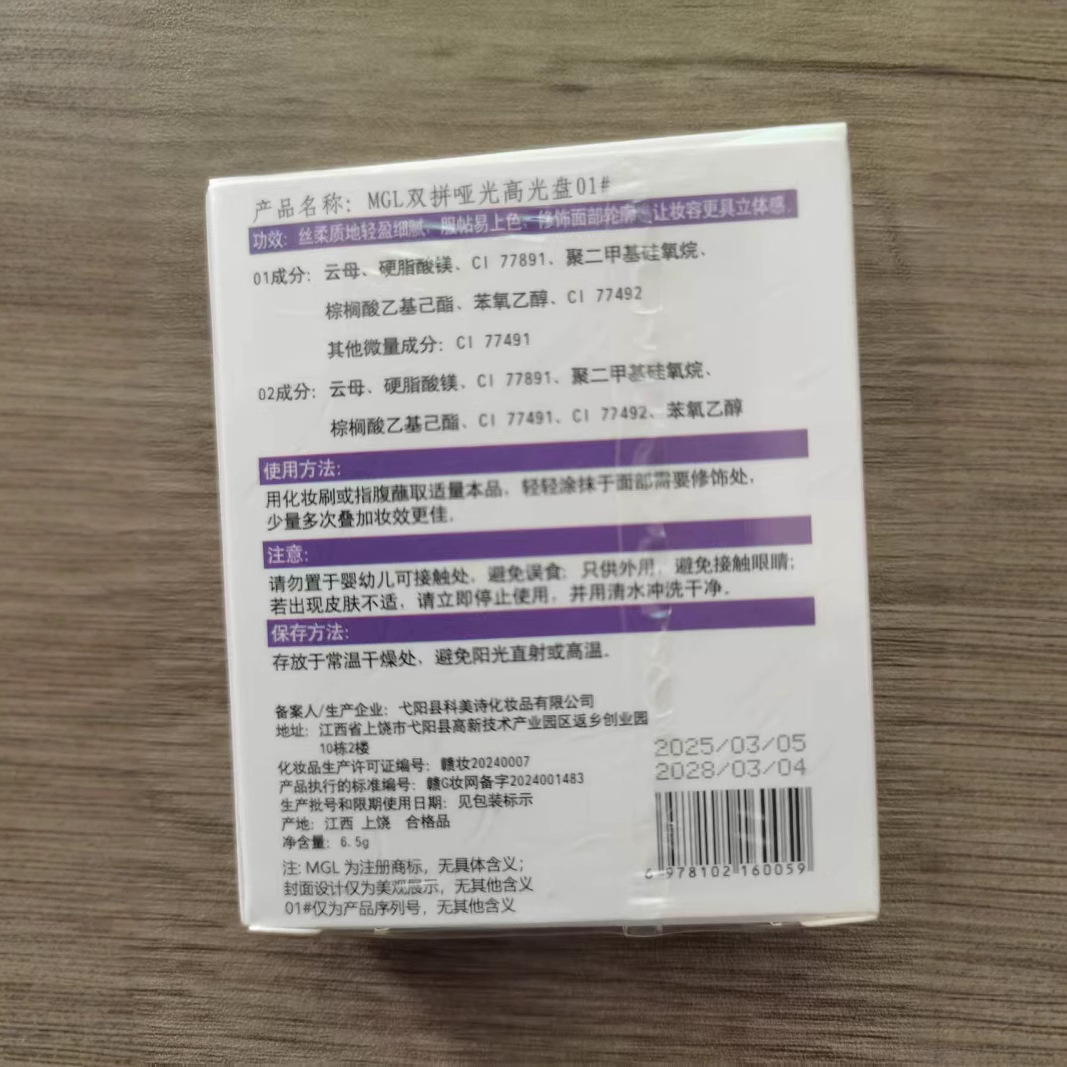 产品名称：MGL双拼哑光高光盘01#
功效：丝柔质地轻盈细腻，服帖易上色，修饰面部轮廓，让妆容更具立体感。
01成分：云母、硬脂酸镁、CI 77891、聚二甲基硅氧烷、
棕榈酸乙基己酯、苯氧乙醇、CI 77492
其他微量成分：CI 77491
02成分：云母、硬脂酸镁、CI 77891、聚二甲基硅氧烷、
棕榈酸乙基己酯、CI 77491、CI 77492、苯氧乙醇
使用方法：
用化妆刷或指腹蘸取适量本品，轻轻涂抹于面部需要修饰处，
少量多次叠加妆效更佳。
注意：
请勿置于婴幼儿可接触处，避免误食；只供外用，避免接触眼睛；
若出现皮肤不适，请立即停止使用，并用清水冲洗干净。
保存方法：
存放于常温干燥处，避免阳光直射或高温。
备案人/生产企业：弋阳县科美诗化妆品有限公司
地址：江西省上饶市弋阳县高新技术产业园区返乡创业园
10栋2楼
化妆品生产许可证编号：赣妆20240007
产品执行的标准编号：赣G妆网备字2024001483
生产批号和限期使用日期：见包装标示
产地：江西 上饶 合格品
净含量：6.5g
注：MGL 为注册商标，无具体含义；
封面设计仅为美观展示，无其他含义
01#仅为产品序列号，无其他含义
2025/03/05
2028/03/04
6 978102 160059